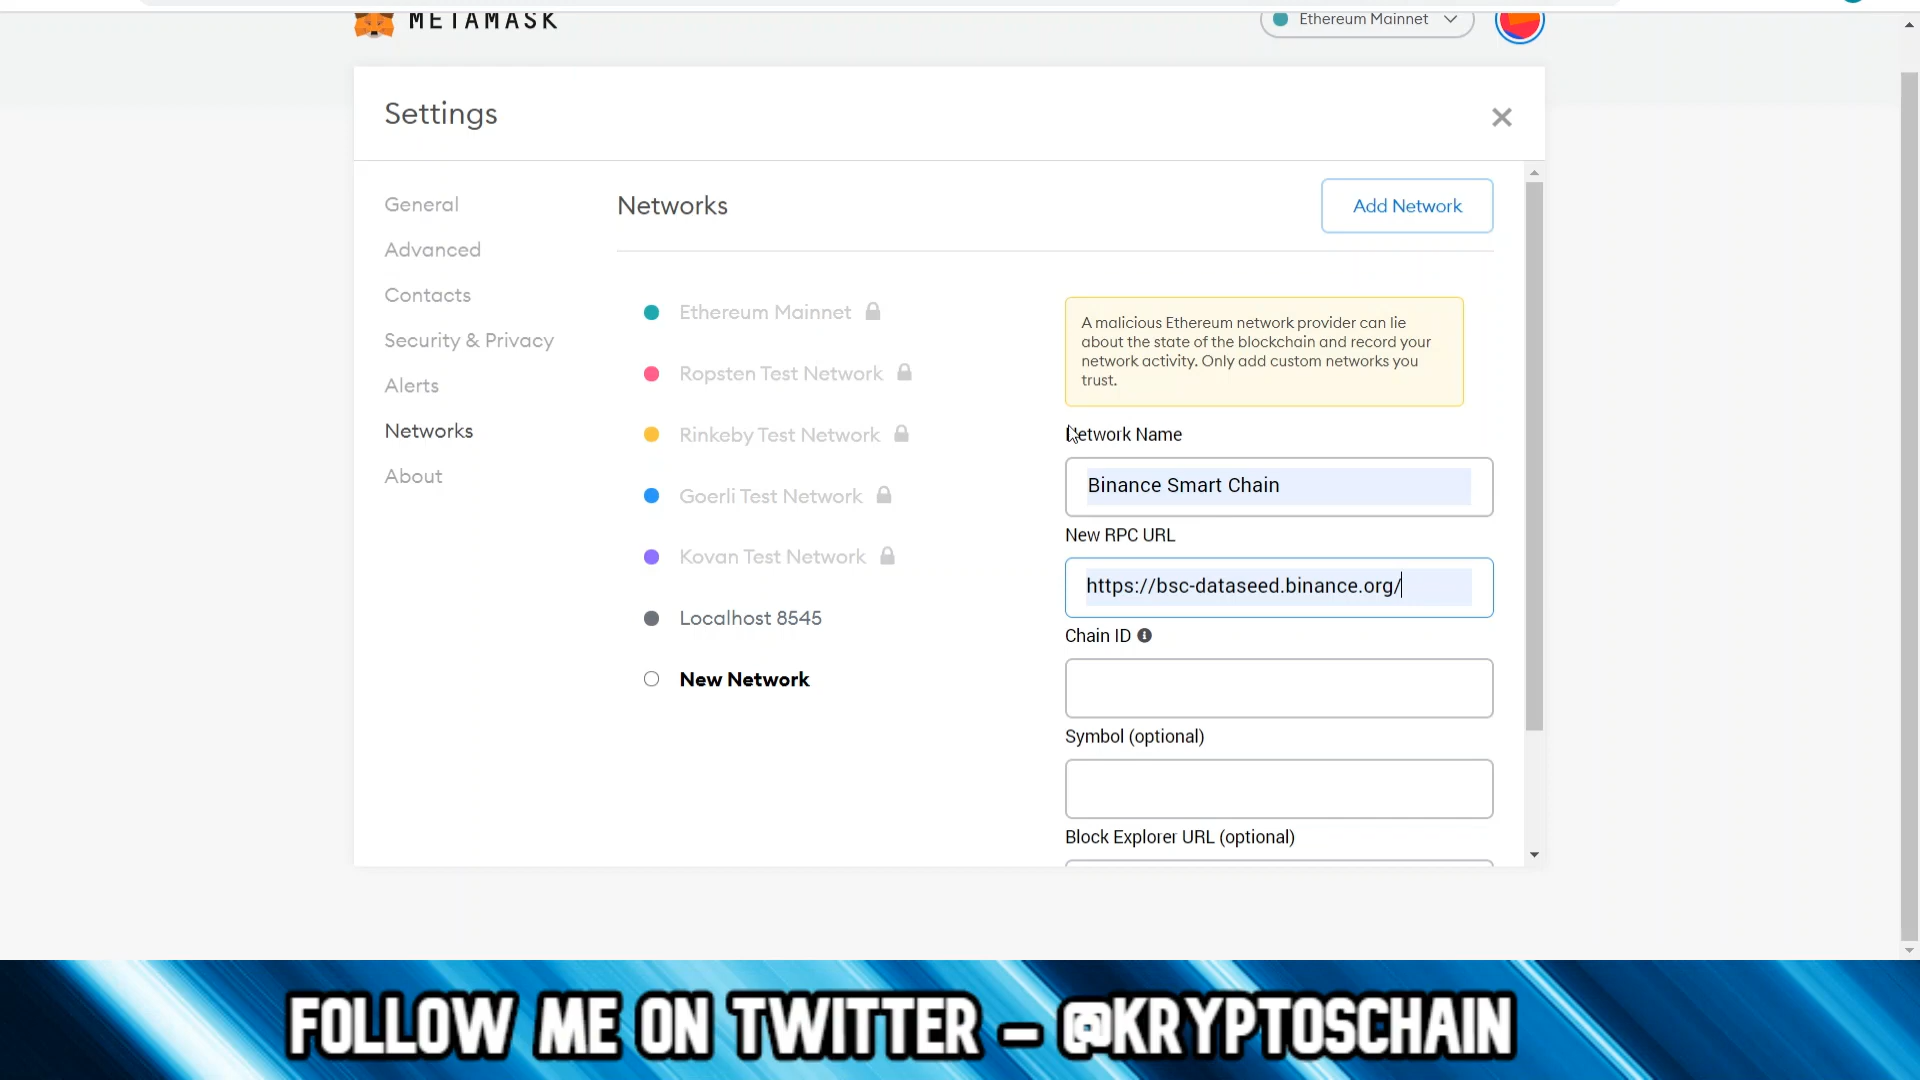 METAMASK
Ethereum Mainnet
Settings
General
Advanced
Contacts
Security & Privacy
Alerts
Networks
About
Networks
Add Network
Ethereum Mainnet
Ropsten Test Network
Rinkeby Test Network
Goerli Test Network
Kovan Test Network
Localhost 8545
New Network
A malicious Ethereum network provider can lie
about the state of the blockchain and record your
network activity. Only add custom networks you
trust.
Network Name
Binance Smart Chain
New RPC URL
https://bsc-dataseed.binance.org/
Chain ID
Symbol (optional)
Block Explorer URL (optional)
FOLLOW ME ON TWITTER – @KRYPTOSCHAIN